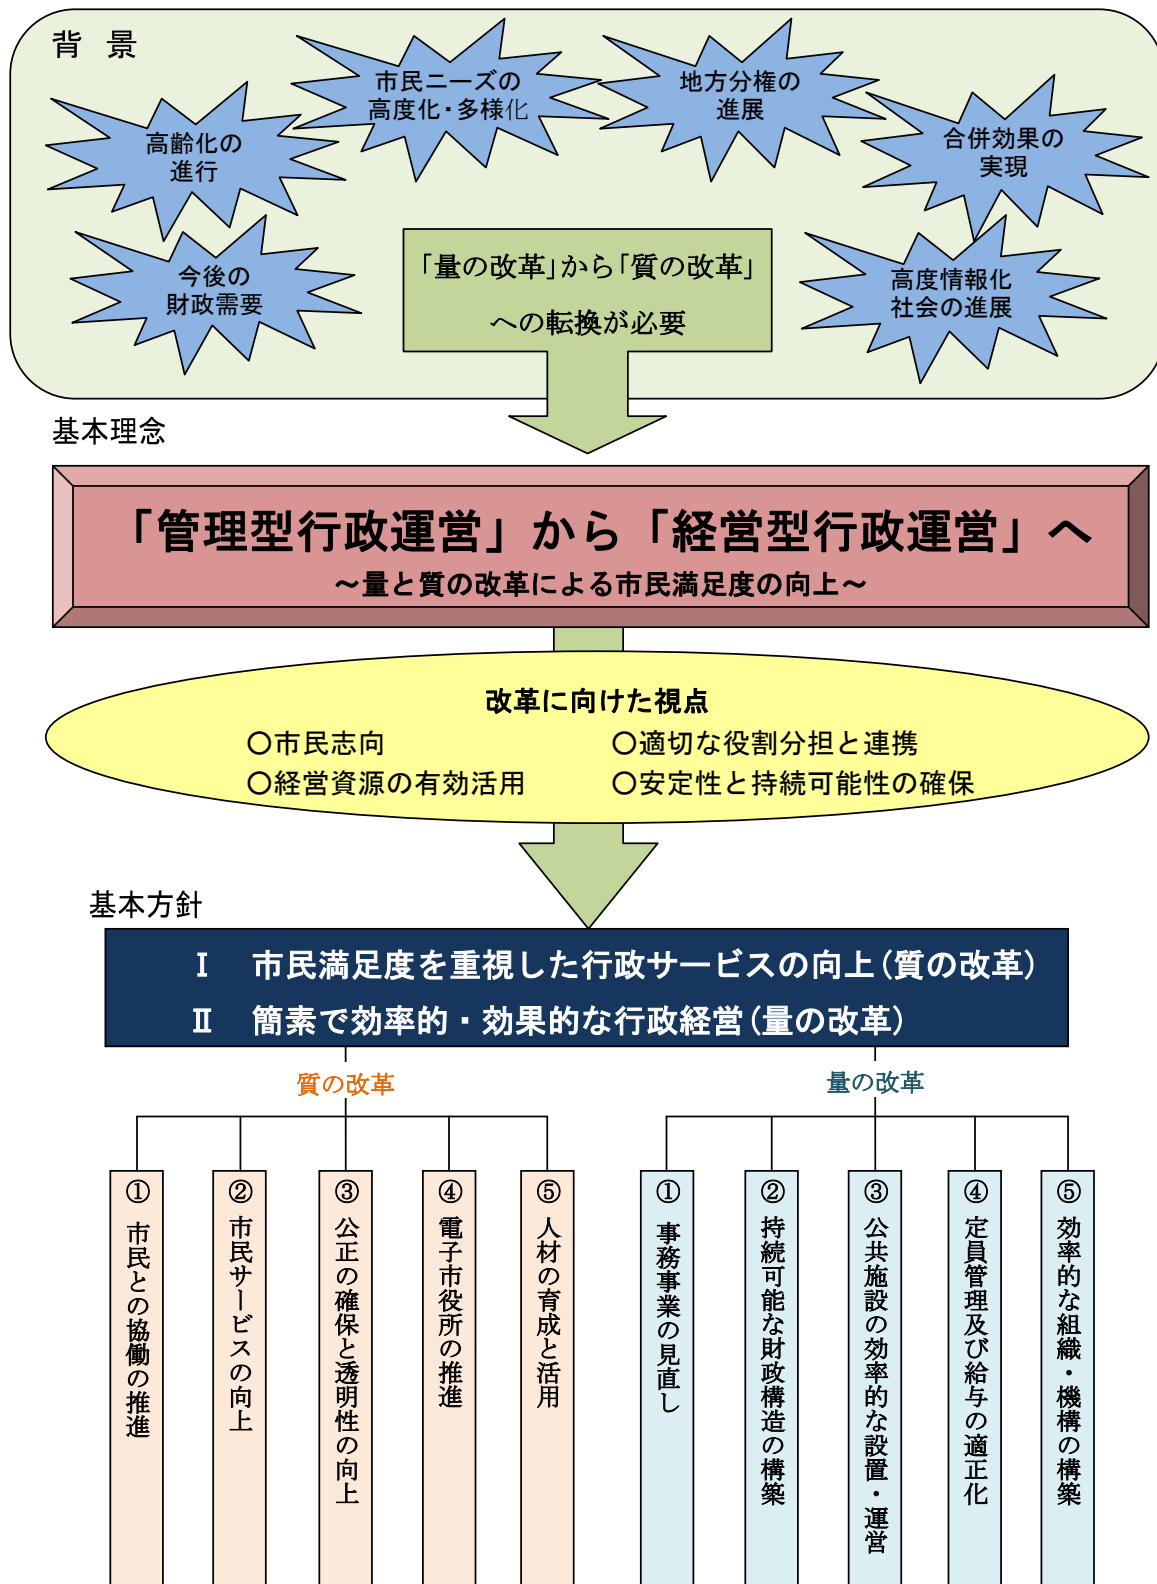 背　景
市民ニーズの
高度化・多様化
地方分権の
進展
高齢化の
進行
合併効果の
実現
今後の
財政需要
「量の改革」から「質の改革」
への転換が必要
高度情報化
社会の進展
基本理念
「管理型行政運営」から「経営型行政運営」へ
～量と質の改革による市民満足度の向上～
改革に向けた視点
○市民志向
○適切な役割分担と連携
○経営資源の有効活用
○安定性と持続可能性の確保
基本方針
Ⅰ　市民満足度を重視した行政サービスの向上（質の改革）
Ⅱ　簡素で効率的・効果的な行政経営（量の改革）
質の改革
量の改革
① 市民との協働の推進
② 市民サービスの向上
③ 公正の確保と透明性の向上
④ 電子市役所の推進
⑤ 人材の育成と活用
① 事務事業の見直し
② 持続可能な財政構造の構築
③ 公共施設の効率的な設置・運営
④ 定員管理及び給与の適正化
⑤ 効率的な組織・機構の構築